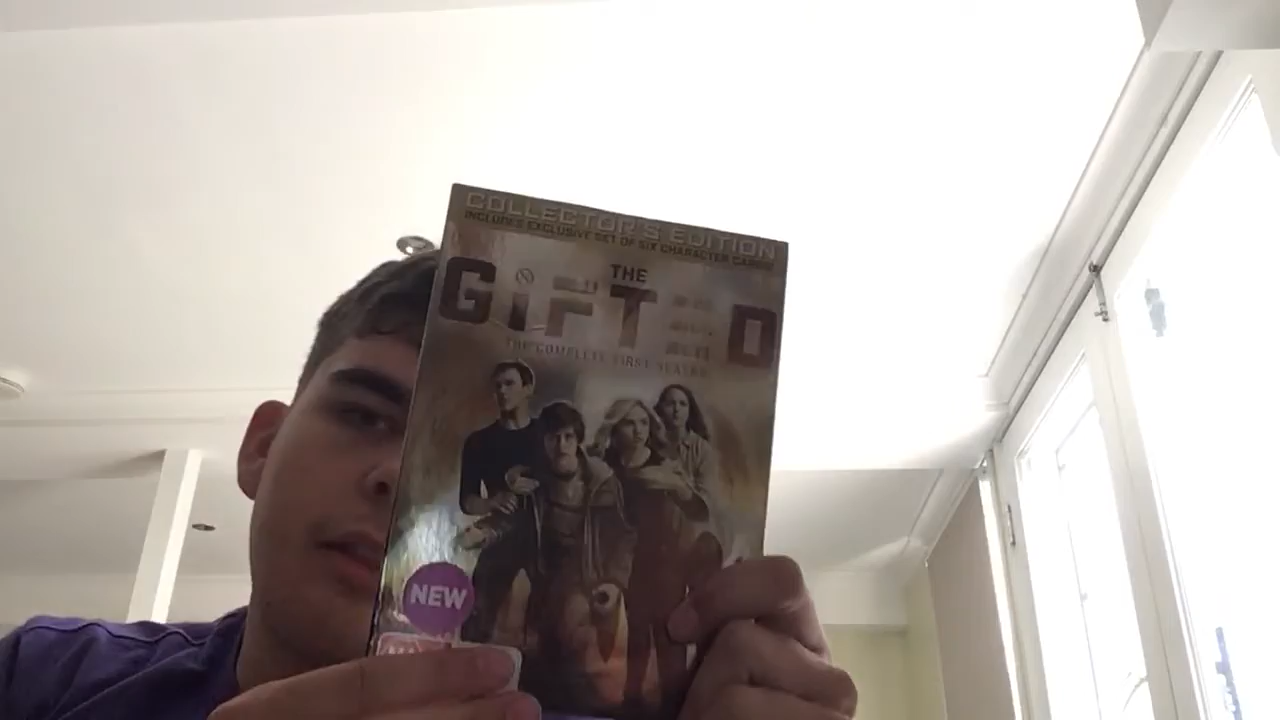 COLLECTOR'S EDITION
INCLUDES EXCLUSIVE SET OF SIX CHARACTER CARDS
THE
GIFTED
THE COMPLETE FIRST SEASON
NEW